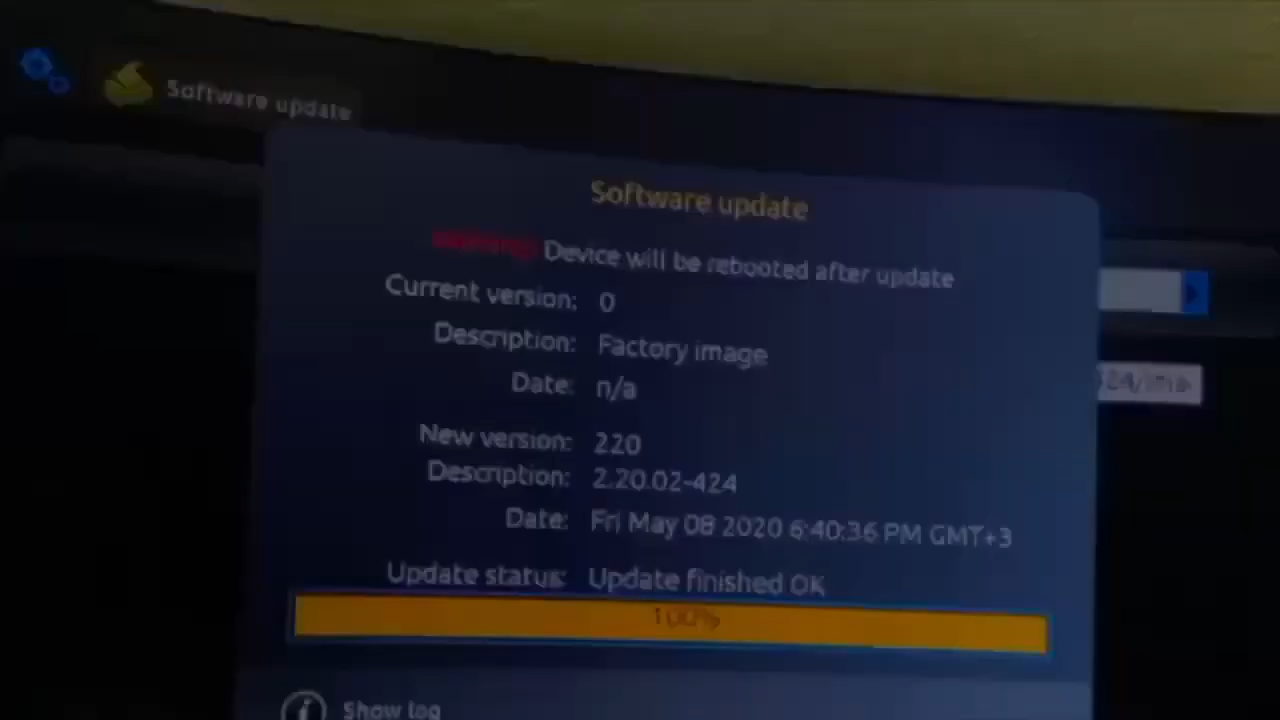 Software update
Software update
Warning! Device will be rebooted after update
Current version: 0
Description: Factory image
Date: n/a
New version: 220
Description: 2.20.02-424
Date: Fri May 08 2020 6:40:36 PM GMT+3
Update status: Update finished OK
100%
Show log